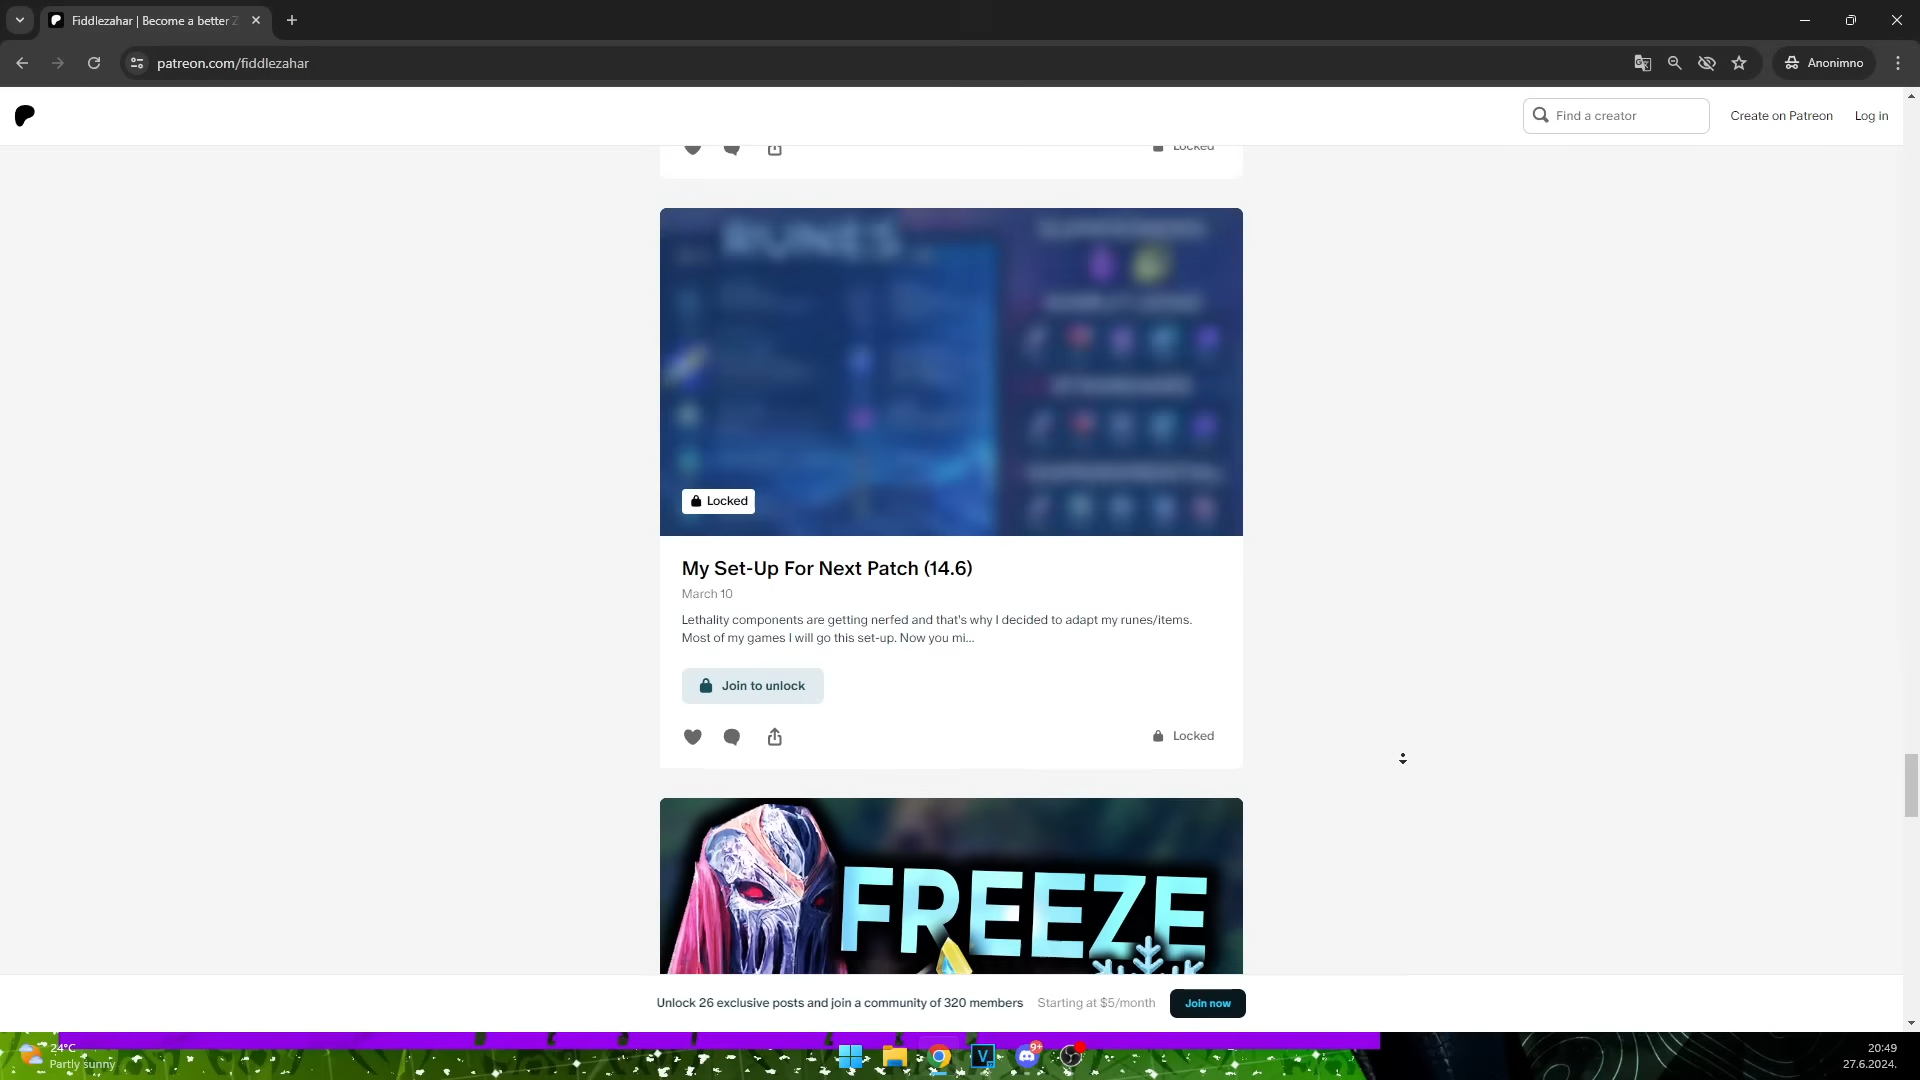 Fiddlezahar | Become a better Z
patreon.com/fiddlezahar
Anonimno
Find a creator
Create on Patreon
Log in
Locked
RUNES
Locked
My Set-Up For Next Patch (14.6)
March 10
Lethality components are getting nerfed and that's why I decided to adapt my runes/items.
Most of my games I will go this set-up. Now you mi...
Join to unlock
Locked
FREEZE
Unlock 26 exclusive posts and join a community of 320 members
Starting at $5/month
Join now
24°C
Partly sunny
V
9+
20:49
27.6.2024.